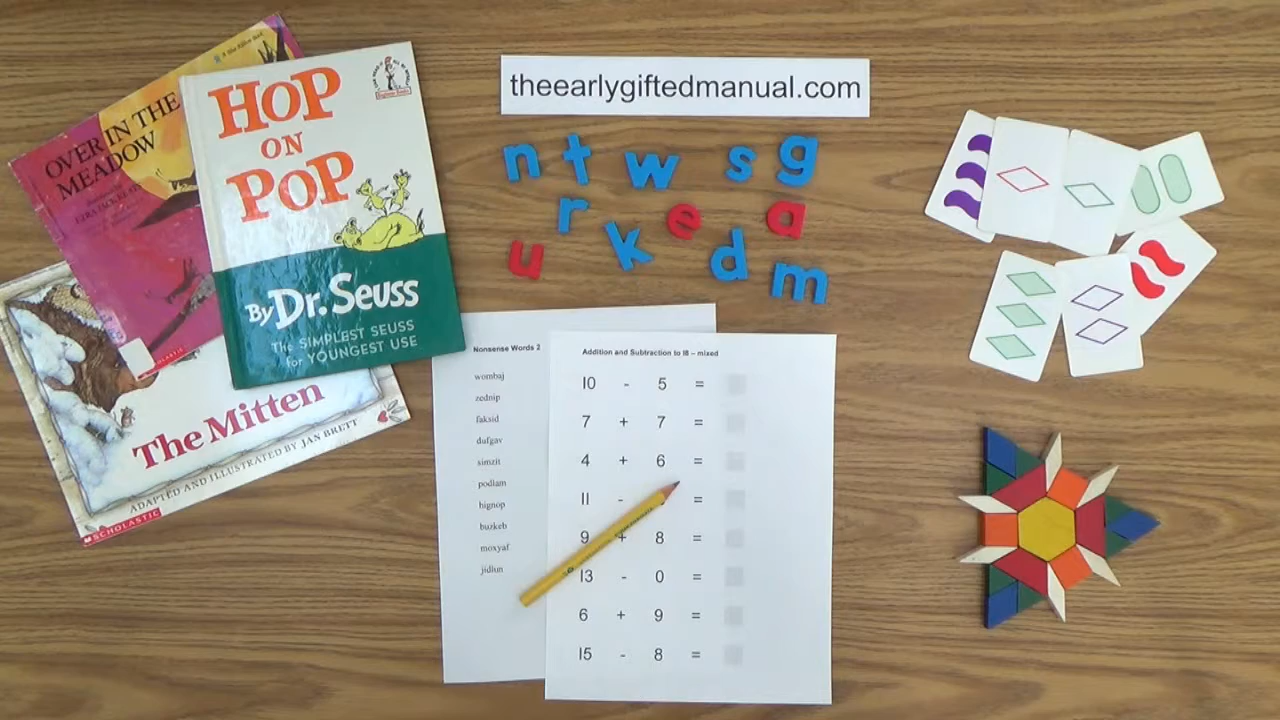 theearlygiftedmanual.com
OVER IN THE
MEADOW
HOP
ON
POP
By Dr. Seuss
The SIMPLEST SEUSS
for YOUNGEST USE
SCHOLASTIC
The Mitten
ADAPTED AND ILLUSTRATED BY JAN BRETT
SCHOLASTIC
n t w s g
r k e a
u d m
Nonsense Words 2
wombaj
zednip
faksid
dufgav
simzit
podlam
hignop
buzkeb
moxyaf
jidlun
Addition and Subtraction to 18 – mixed
10 - 5 =
7 + 7 =
4 + 6 =
11 - =
9 + 8 =
13 - 0 =
6 + 9 =
15 - 8 =